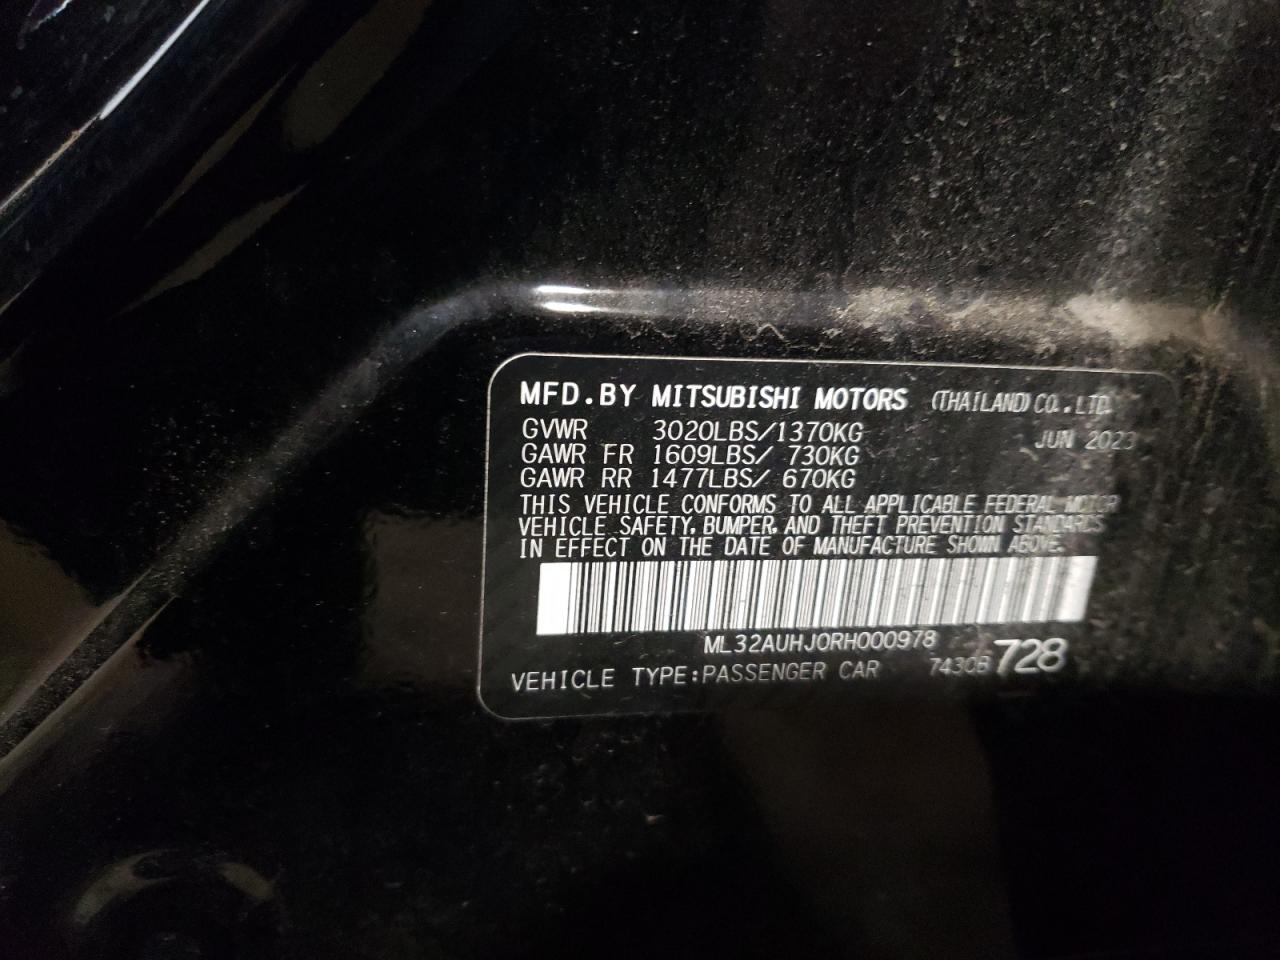 MFD.BY MITSUBISHI MOTORS (THAILAND) CO.,LTD.
GVWR 3020LBS/1370KG JUN 2023
GAWR FR 1609LBS/ 730KG
GAWR RR 1477LBS/ 670KG
THIS VEHICLE CONFORMS TO ALL APPLICABLE FEDERAL MOTOR
VEHICLE SAFETY, BUMPER, AND THEFT PREVENTION STANDARDS
IN EFFECT ON THE DATE OF MANUFACTURE SHOWN ABOVE.
ML32AUHJ0RH000978
VEHICLE TYPE:PASSENGER CAR 7430B 728